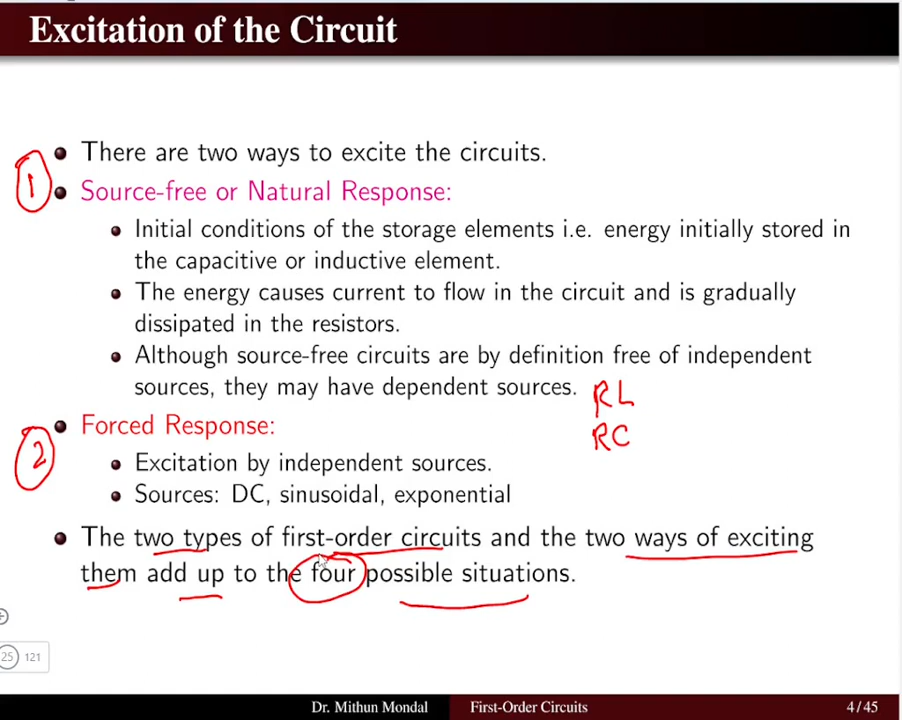 Excitation of the Circuit
There are two ways to excite the circuits.
1
Source-free or Natural Response:
Initial conditions of the storage elements i.e. energy initially stored in
the capacitive or inductive element.
The energy causes current to flow in the circuit and is gradually
dissipated in the resistors.
Although source-free circuits are by definition free of independent
sources, they may have dependent sources.
RL
Forced Response:
RC
2
Excitation by independent sources.
Sources: DC, sinusoidal, exponential
The two types of first-order circuits and the two ways of exciting
them add up to the four possible situations.
25 121
Dr. Mithun Mondal First-Order Circuits 4/45